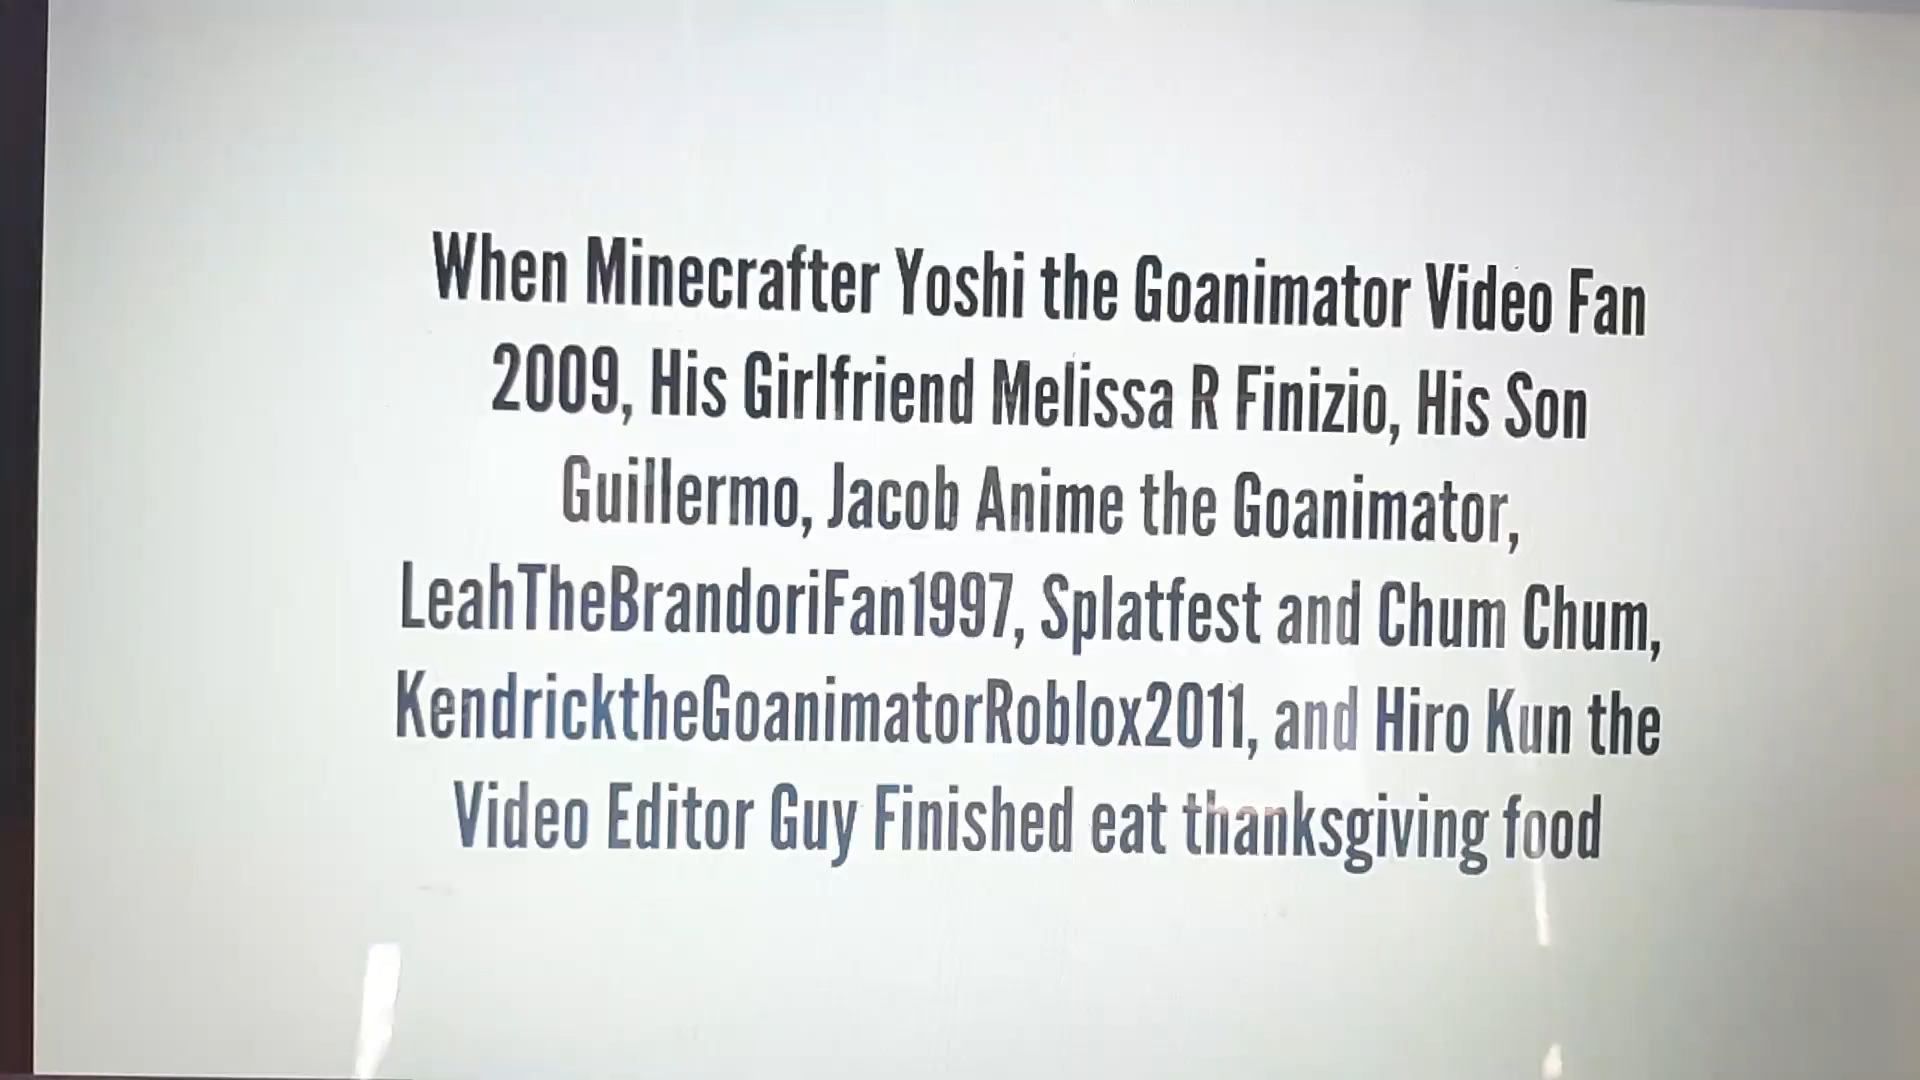 When Minecrafter Yoshi the Goanimator Video Fan
2009, His Girlfriend Melissa R Finizio, His Son
Guillermo, Jacob Anime the Goanimator,
LeahTheBrandoriFan1997, Splatfest and Chum Chum,
KendricktheGoanimatorRoblox2011, and Hiro Kun the
Video Editor Guy Finished eat thanksgiving food